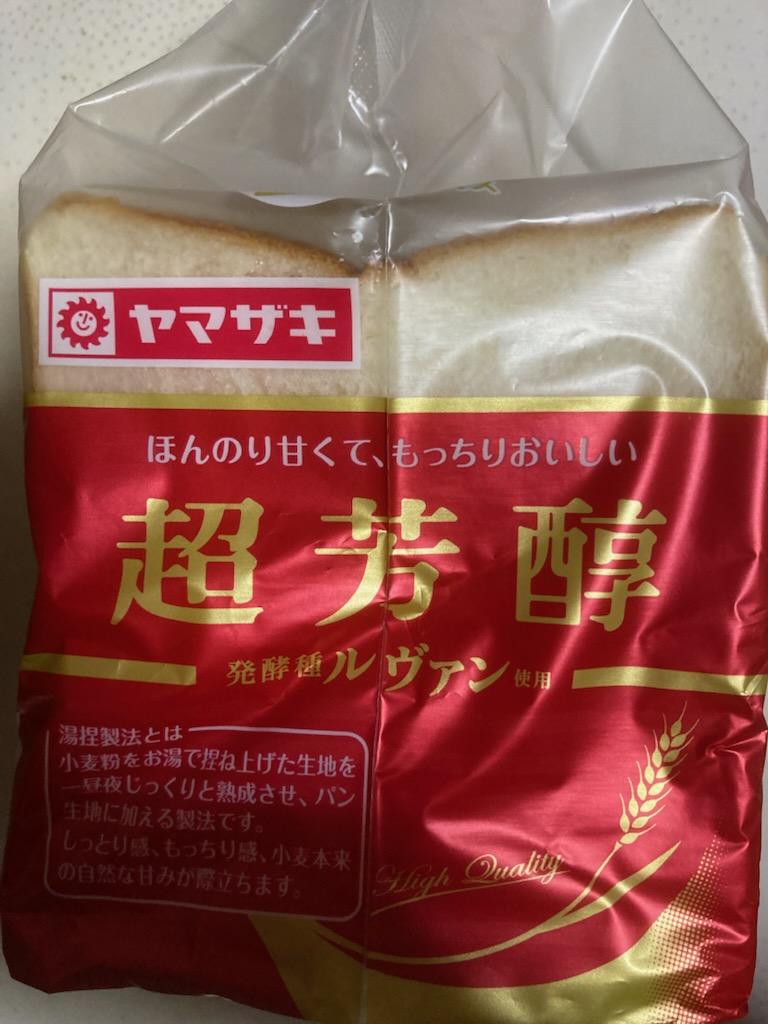 ヤマザキ
ほんのり甘くて、もっちりおいしい
超芳醇
発酵種ルヴァン使用
湯捏製法とは
小麦粉をお湯で捏ね上げた生地を
一昼夜じっくりと熟成させ、パン
生地に加える製法です。
しっとり感、もっちり感、小麦本来
の自然な甘みが際立ちます。
High Quality